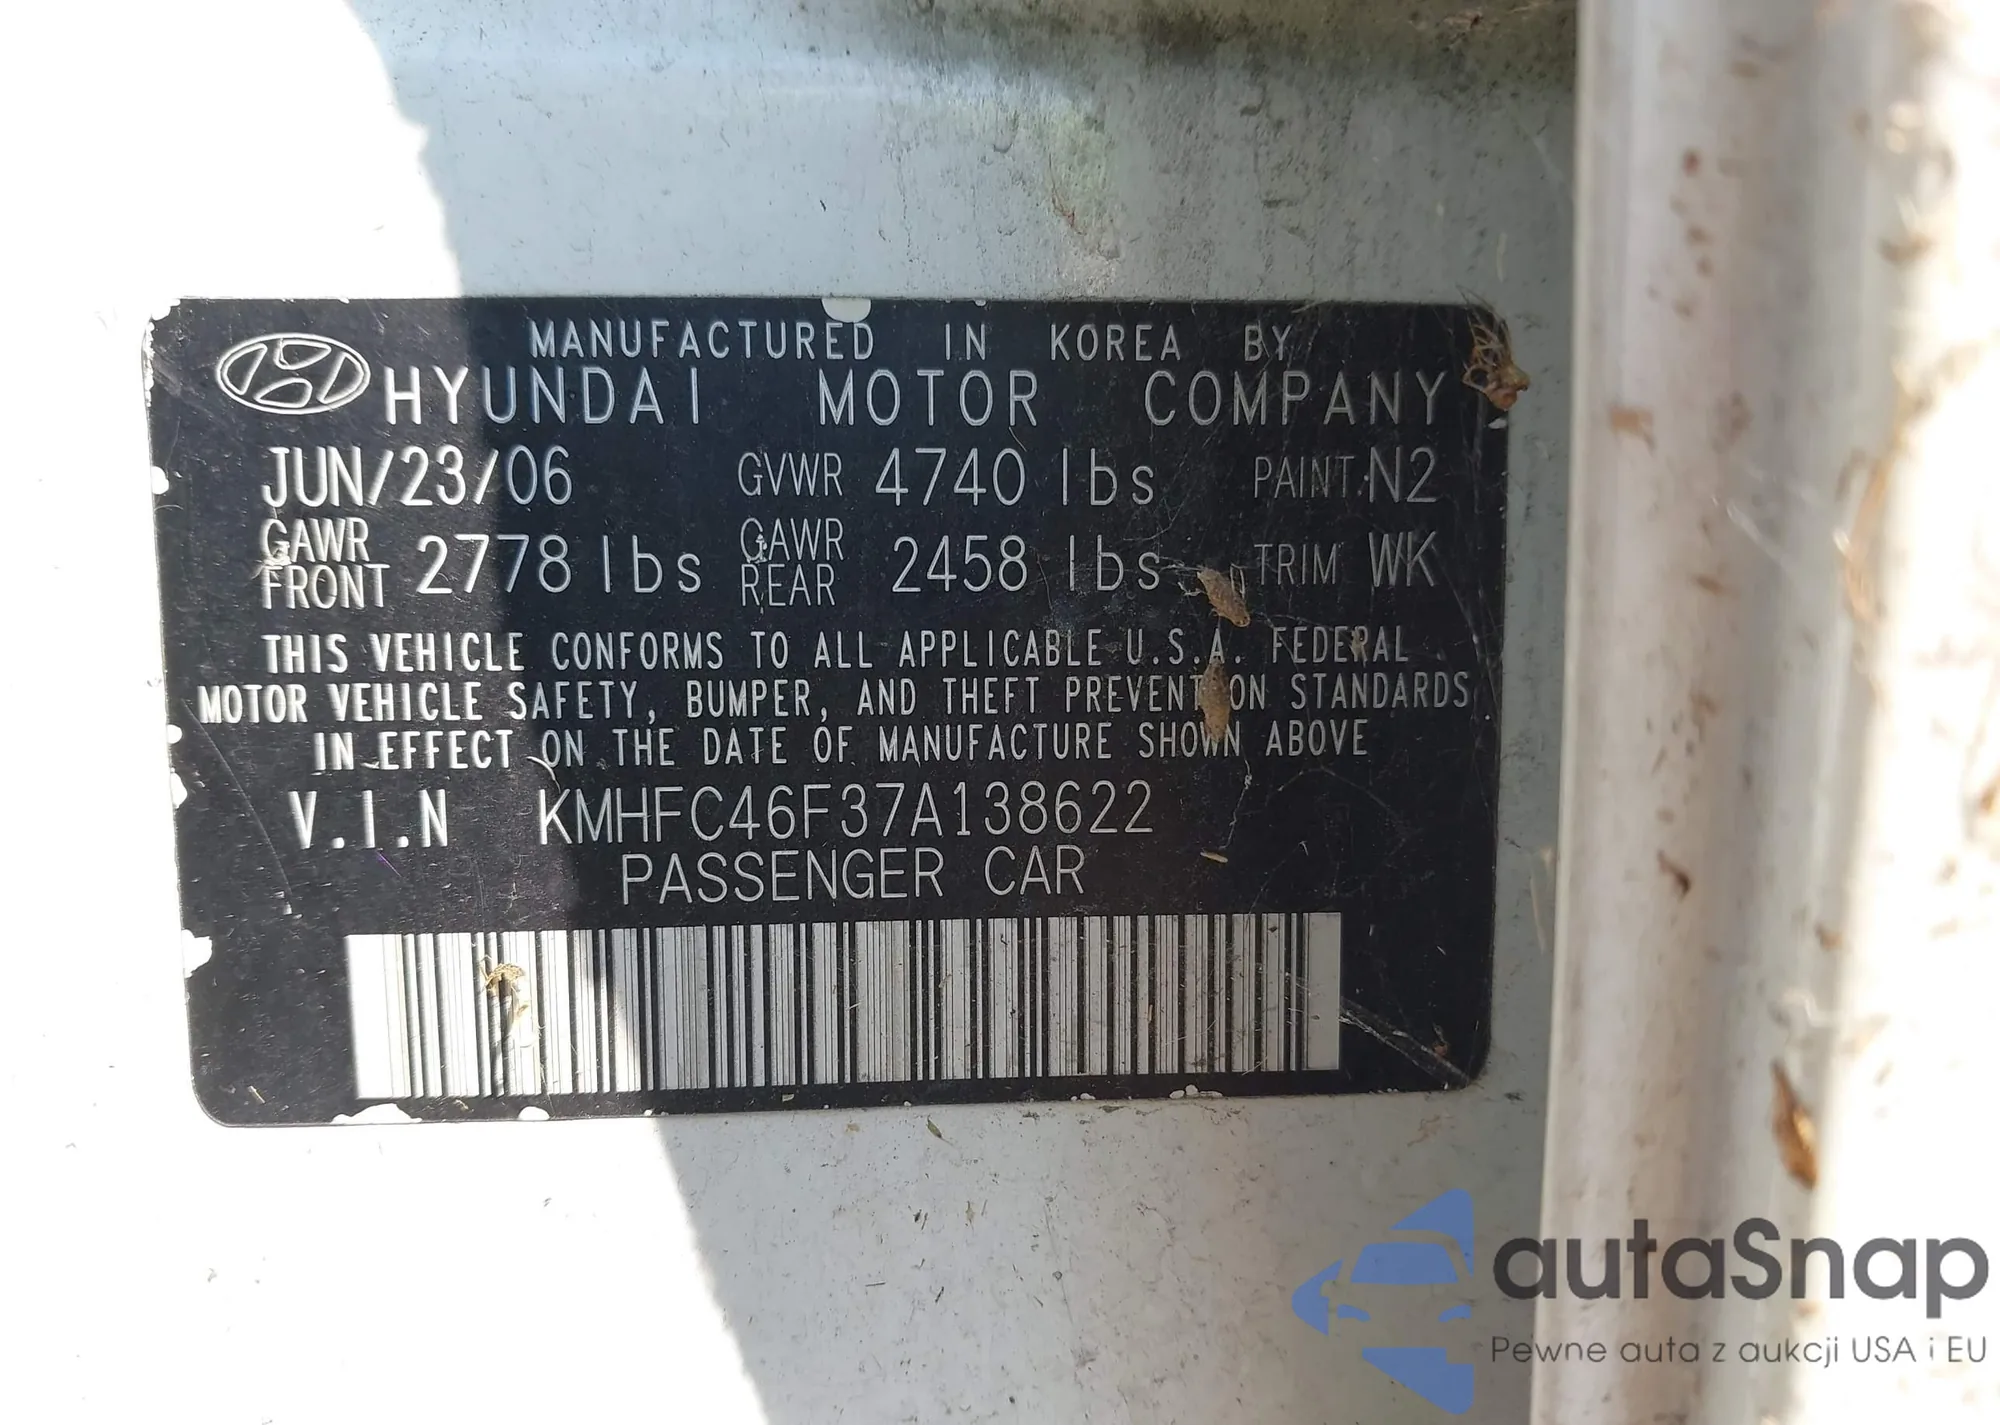 MANUFACTURED IN KOREA BY
HYUNDAI MOTOR COMPANY
JUN/23/06 GVWR 4740 lbs PAINT N2
GAWR FRONT 2778 lbs GAWR REAR 2458 lbs TRIM WK
THIS VEHICLE CONFORMS TO ALL APPLICABLE U.S.A. FEDERAL
MOTOR VEHICLE SAFETY, BUMPER, AND THEFT PREVENTION STANDARDS
IN EFFECT ON THE DATE OF MANUFACTURE SHOWN ABOVE
V.I.N KMHFC46F37A138622
PASSENGER CAR
autaSnap
Pewne auta z aukcji USA i EU